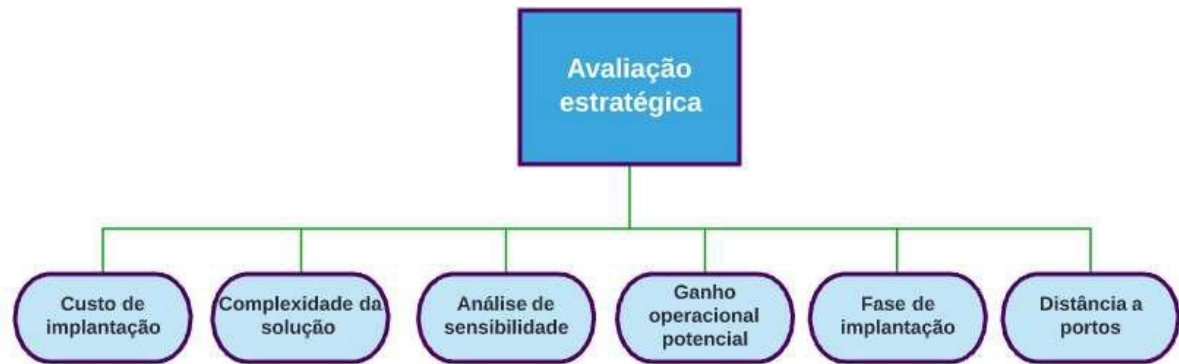 Avaliação
estratégica
Custo de
implantação
Complexidade da
solução
Análise de
sensibilidade
Ganho
operacional
potencial
Fase de
implantação
Distância a
portos